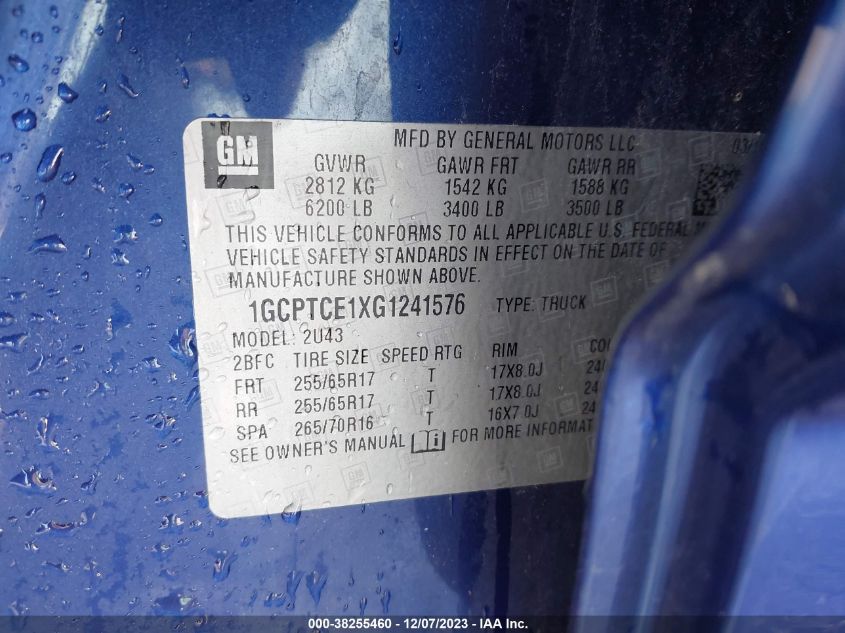 GM
MFD BY GENERAL MOTORS LLC 03/
GVWR GAWR FRT GAWR RR
2812 KG 1542 KG 1588 KG
6200 LB 3400 LB 3500 LB
THIS VEHICLE CONFORMS TO ALL APPLICABLE U.S. FEDERAL
VEHICLE SAFETY STANDARDS IN EFFECT ON THE DATE OF
MANUFACTURE SHOWN ABOVE.
1GCPTCE1XG1241576 TYPE: TRUCK
MODEL: 2U43
2BFC TIRE SIZE SPEED RTG RIM
FRT 255/65R17 T 17X8.0J
RR 255/65R17 T 17X8.0J
SPA 265/70R16 T 16X7.0J
SEE OWNER'S MANUAL FOR MORE
000-38255460 - 12/07/2023 - © IAA, Inc.